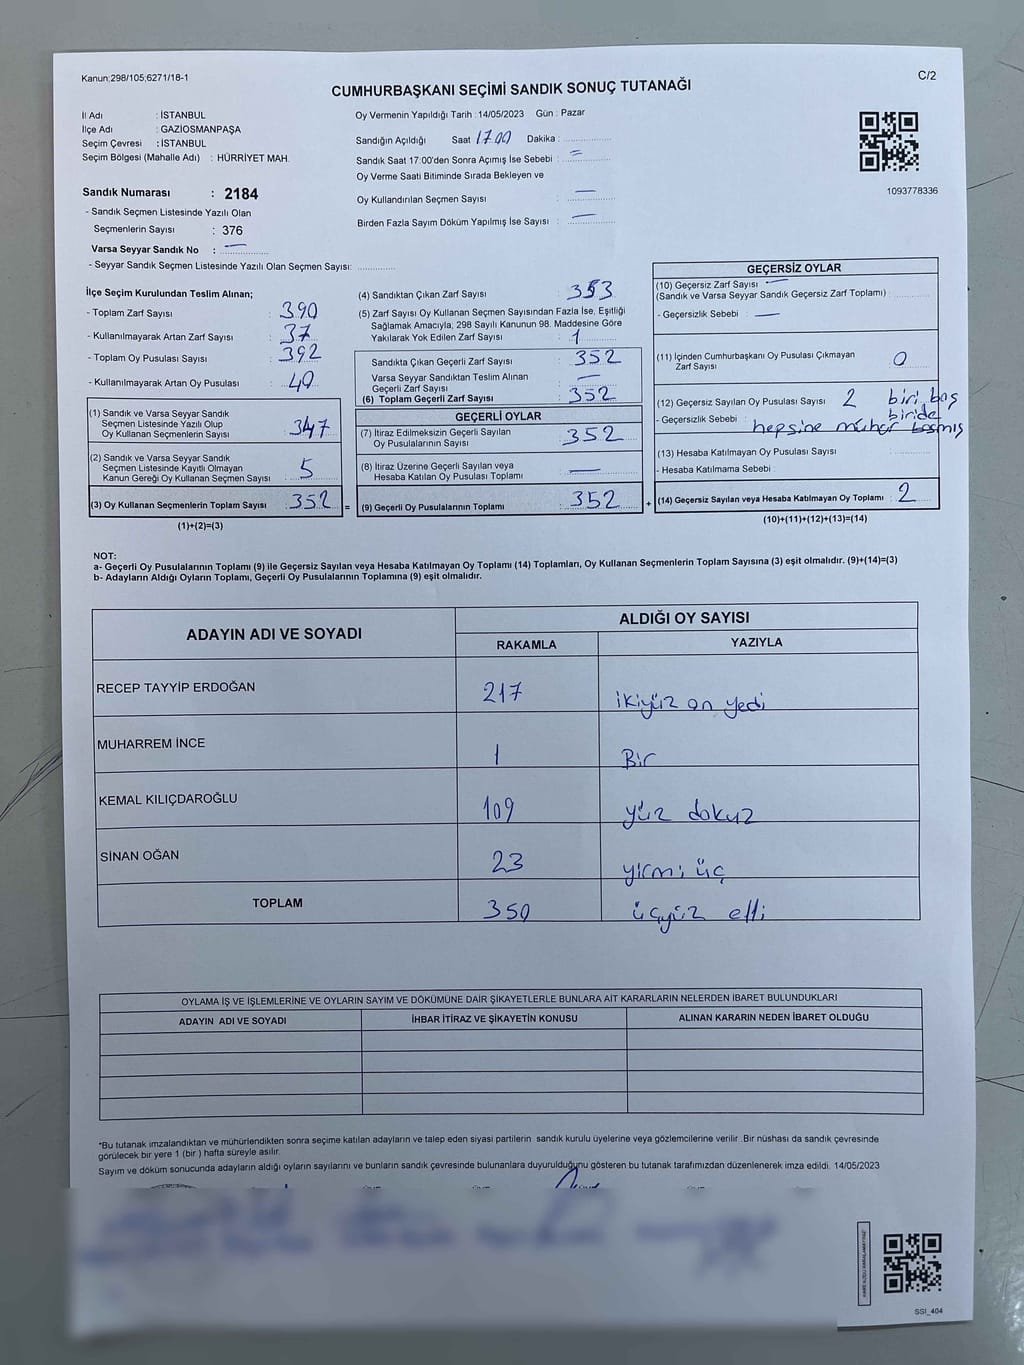 Kanun;298/105;6271/18-1
C/2
CUMHURBAŞKANI SEÇİMİ SANDIK SONUÇ TUTANAĞI
İl Adı : İSTANBUL
İlçe Adı : GAZİOSMANPAŞA
Seçim Çevresi : İSTANBUL
Seçim Bölgesi (Mahalle Adı) : HÜRRİYET MAH.
Sandık Numarası : 2184
- Sandık Seçmen Listesinde Yazılı Olan
Seçmenlerin Sayısı : 376
Varsa Seyyar Sandık No : —
- Seyyar Sandık Seçmen Listesinde Yazılı Olan Seçmen Sayısı:
Oy Vermenin Yapıldığı Tarih : 14/05/2023 Gün : Pazar
Sandığın Açıldığı Saat 17.00 Dakika :
Sandık Saat 17:00'den Sonra Açımış İse Sebebi : =
Oy Verme Saati Bitiminde Sırada Bekleyen ve
Oy Kullandırılan Seçmen Sayısı : —
Birden Fazla Sayım Döküm Yapılmış İse Sayısı : —
1093778336
İlçe Seçim Kurulundan Teslim Alınan;
- Toplam Zarf Sayısı : 390
- Kullanılmayarak Artan Zarf Sayısı : 37
- Toplam Oy Pusulası Sayısı : 392
- Kullanılmayarak Artan Oy Pusulası : 40
(1) Sandık ve Varsa Seyyar Sandık
Seçmen Listesinde Yazılı Olup
Oy Kullanan Seçmenlerin Sayısı : 347
(2) Sandık ve Varsa Seyyar Sandık
Seçmen Listesinde Kayıtlı Olmayan
Kanun Gereği Oy Kullanan Seçmen Sayısı : 5
(3) Oy Kullanan Seçmenlerin Toplam Sayısı : 352 =
(1)+(2)=(3)
(4) Sandıktan Çıkan Zarf Sayısı : 353
(5) Zarf Sayısı Oy Kullanan Seçmen Sayısından Fazla İse, Eşitliği
Sağlamak Amacıyla, 298 Sayılı Kanunun 98. Maddesine Göre
Yakılarak Yok Edilen Zarf Sayısı : 1
Sandıkta Çıkan Geçerli Zarf Sayısı : 352
Varsa Seyyar Sandıktan Teslim Alınan
Geçerli Zarf Sayısı : —
(6) Toplam Geçerli Zarf Sayısı : 352
GEÇERLİ OYLAR
(7) İtiraz Edilmeksizin Geçerli Sayılan
Oy Pusulalarının Sayısı : 352
(8) İtiraz Üzerine Geçerli Sayılan veya
Hesaba Katılan Oy Pusulası Toplamı : —
(9) Geçerli Oy Pusulalarının Toplamı : 352 +
GEÇERSİZ OYLAR
(10) Geçersiz Zarf Sayısı : —
(Sandık ve Varsa Seyyar Sandık Geçersiz Zarf Toplamı) :
- Geçersizlik Sebebi : —
(11) İçinden Cumhurbaşkanı Oy Pusulası Çıkmayan
Zarf Sayısı 0
(12) Geçersiz Sayılan Oy Pusulası Sayısı 2 biri boş
- Geçersizlik Sebebi : biride
hepsine mühür basmış
(13) Hesaba Katılmayan Oy Pusulası Sayısı
- Hesaba Katılmama Sebebi :
(14) Geçersiz Sayılan veya Hesaba Katılmayan Oy Toplamı : 2
(10)+(11)+(12)+(13)=(14)
NOT:
a- Geçerli Oy Pusulalarının Toplamı (9) ile Geçersiz Sayılan veya Hesaba Katılmayan Oy Toplamı (14) Toplamları, Oy Kullanan Seçmenlerin Toplam Sayısına (3) eşit olmalıdır. (9)+(14)=(3)
b- Adayların Aldığı Oyların Toplamı, Geçerli Oy Pusulalarının Toplamına (9) eşit olmalıdır.
ADAYIN ADI VE SOYADI
ALDIĞI OY SAYISI
RAKAMLA YAZIYLA
RECEP TAYYİP ERDOĞAN 217 ikiyüz on yedi
MUHARREM İNCE 1 Bir
KEMAL KILIÇDAROĞLU 109 yüz dokuz
SİNAN OĞAN 23 yirmi üç
TOPLAM 350 üçyüz elli
OYLAMA İŞ VE İŞLEMLERİNE VE OYLARIN SAYIM VE DÖKÜMÜNE DAİR ŞİKAYETLERLE BUNLARA AİT KARARLARIN NELERDEN İBARET BULUNDUKLARI
ADAYIN ADI VE SOYADI İHBAR İTİRAZ VE ŞİKAYETİN KONUSU ALINAN KARARIN NEDEN İBARET OLDUĞU
*Bu tutanak imzalandıktan ve mühürlendikten sonra seçime katılan adayların ve talep eden siyasi partilerin sandık kurulu üyelerine veya gözlemcilerine verilir. Bir nüshası da sandık çevresinde
görülecek bir yere 1 (bir ) hafta süreyle asılır.
Sayım ve döküm sonucunda adayların aldığı oyların sayılarını ve bunların sandık çevresinde bulunanlara duyurulduğunu gösteren bu tutanak tarafımızdan düzenlenerek imza edildi. 14/05/2023
SSI_404